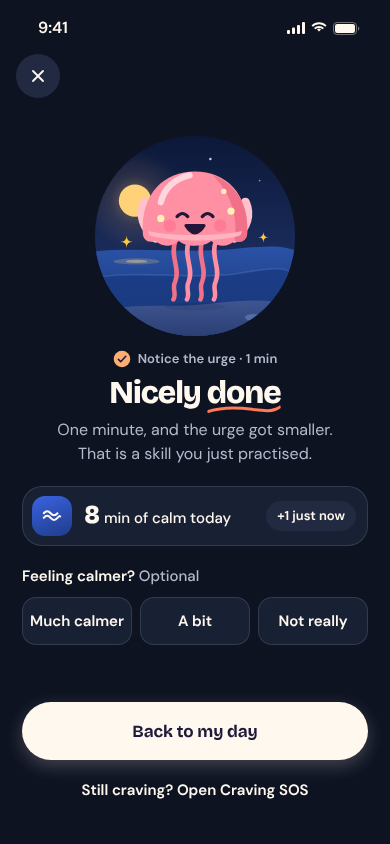 9:41
Notice the urge · 1 min
Nicely done
One minute, and the urge got smaller.
That is a skill you just practised.
8 min of calm today
+1 just now
Feeling calmer? Optional
Much calmer
A bit
Not really
Back to my day
Still craving? Open Craving SOS